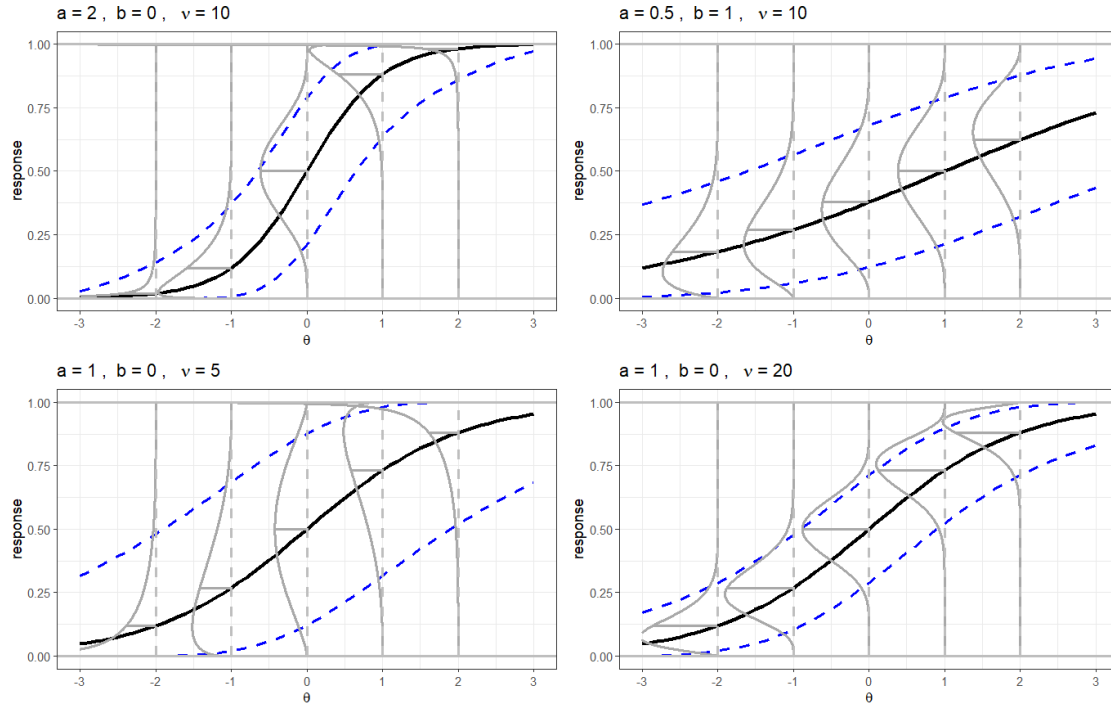 a = 2 ,  b = 0 ,   ν = 10
1.00
0.75
0.50
0.25
0.00
response
-3 -2 -1 0 1 2 3
θ
a = 0.5 ,  b = 1 ,  ν = 10
1.00
0.75
0.50
0.25
0.00
response
-3 -2 -1 0 1 2 3
θ
a = 1 ,  b = 0 ,   ν = 5
1.00
0.75
0.50
0.25
0.00
response
-3 -2 -1 0 1 2 3
θ
a = 1 ,  b = 0 ,   ν = 20
1.00
0.75
0.50
0.25
0.00
response
-3 -2 -1 0 1 2 3
θ